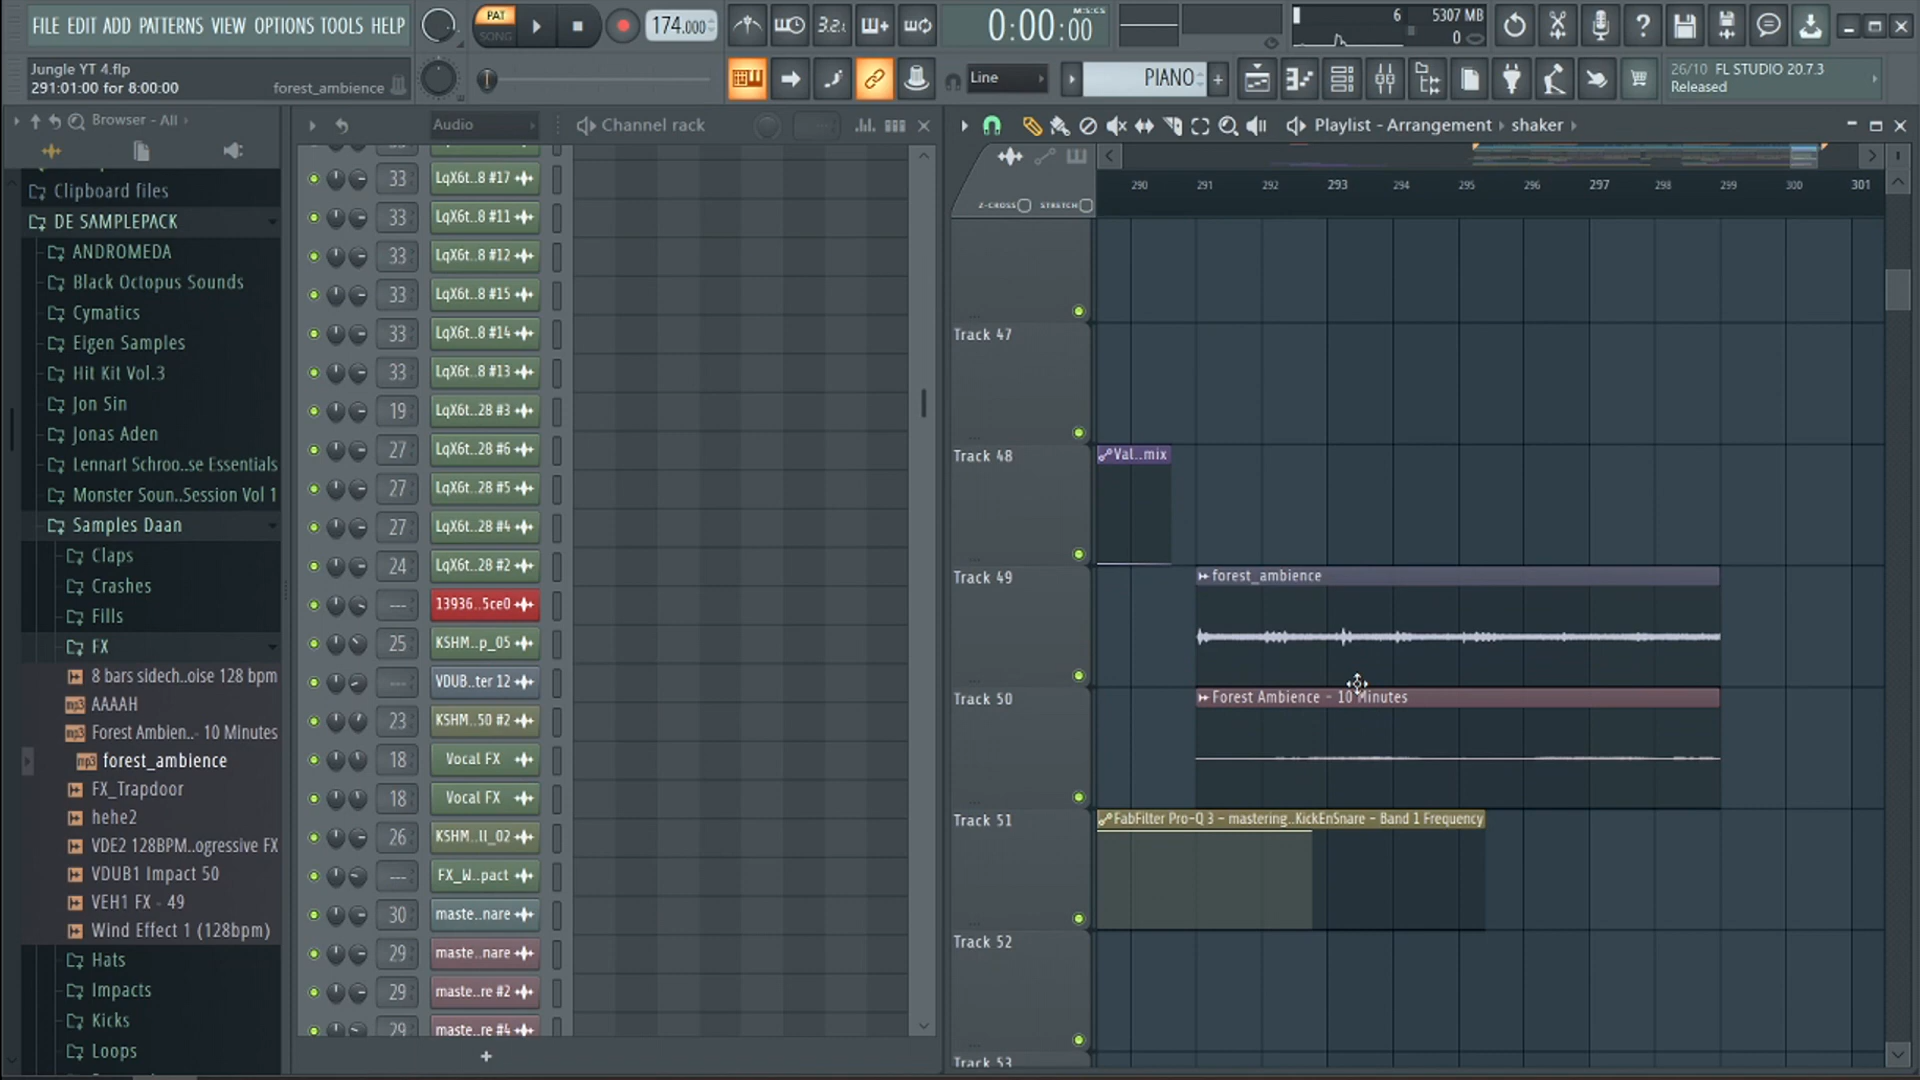 FILE EDIT ADD PATTERNS VIEW OPTIONS TOOLS HELP
PAT
SONG
174.000
3.2.
0:00:00
M:S:CS
6
5307 MB
0
Jungle YT 4.flp
291:01:00 for 8:00:00
forest_ambience
Line
PIANO
26/10 FL STUDIO 20.7.3
Released
Browser - All
Audio
Channel rack
Playlist - Arrangement
shaker
Clipboard files
DE SAMPLEPACK
ANDROMEDA
Black Octopus Sounds
Cymatics
Eigen Samples
Hit Kit Vol.3
Jon Sin
Jonas Aden
Lennart Schroo..se Essentials
Monster Soun..Session Vol 1
Samples Daan
Claps
Crashes
Fills
FX
8 bars sidech..oise 128 bpm
AAAAH
mp3
Forest Ambien..- 10 Minutes
mp3
forest_ambience
mp3
FX_Trapdoor
hehe2
VDE2 128BPM..ogressive FX
VDUB1 Impact 50
VEH1 FX - 49
Wind Effect 1 (128bpm)
Hats
Impacts
Kicks
Loops
33 LqX6t..8 #17
33 LqX6t..8 #11
33 LqX6t..8 #12
33 LqX6t..8 #15
33 LqX6t..8 #14
33 LqX6t..8 #13
19 LqX6t..28 #3
27 LqX6t..28 #6
27 LqX6t..28 #5
27 LqX6t..28 #4
24 LqX6t..28 #2
--- 13936..5ce0
25 KSHM..p_05
--- VDUB..ter 12
23 KSHM..50 #2
18 Vocal FX
18 Vocal FX
26 KSHM..ll_02
--- FX_W..pact
30 maste..nare
29 maste..nare
29 maste..re #2
29 maste..re #4
Z-CROSS
STRETCH
290 291 292 293 294 295 296 297 298 299 300 301
Track 47
Track 48
Val..mix
Track 49
forest_ambience
Track 50
Forest Ambience - 10 Minutes
Track 51
FabFilter Pro-Q 3 - mastering..KickEnSnare - Band 1 Frequency
Track 52
Track 53